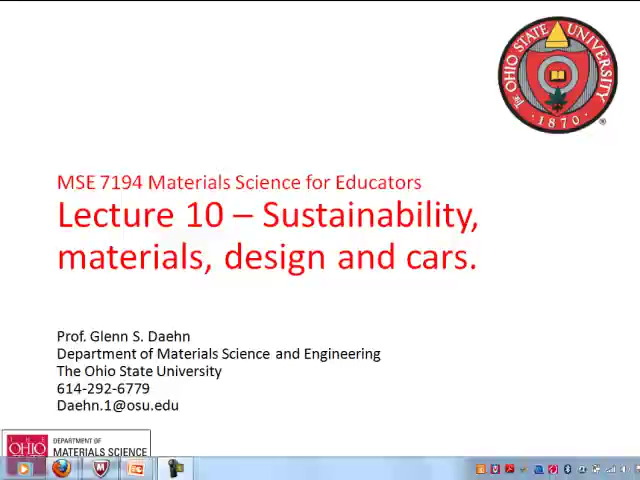 THE OHIO STATE UNIVERSITY
1870
MSE 7194 Materials Science for Educators
Lecture 10 – Sustainability,
materials, design and cars.
Prof. Glenn S. Daehn
Department of Materials Science and Engineering
The Ohio State University
614-292-6779
Daehn.1@osu.edu
THE
OHIO
DEPARTMENT OF
MATERIALS SCIENCE